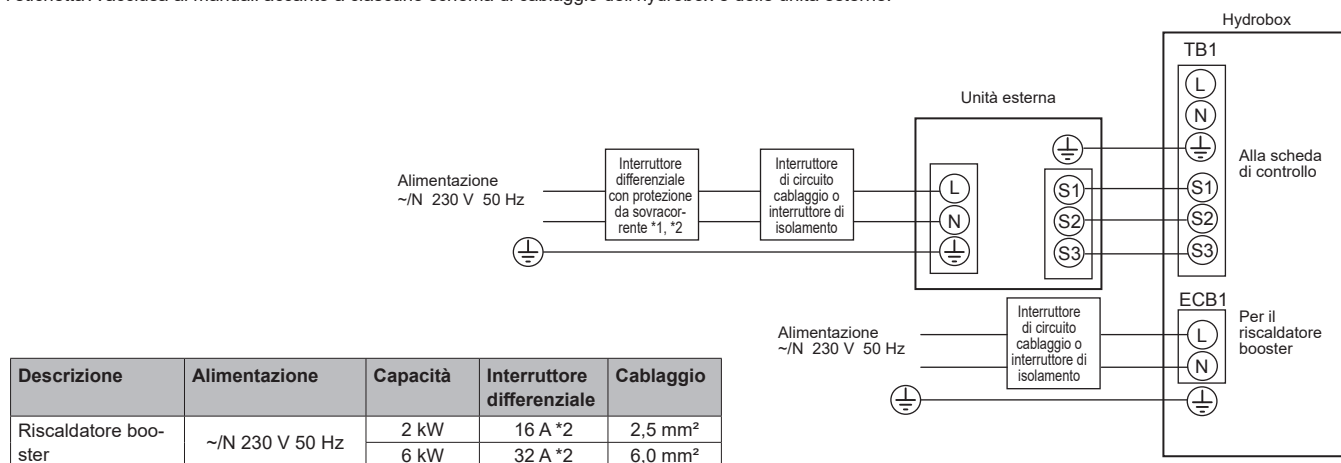 Hydrobox
TB1
L
N
Unità esterna
Alla scheda
di controllo
Interruttore
differenziale
con protezione
da sovracor-
rente *1, *2
Interruttore
di circuito
cablaggio o
interruttore di
isolamento
Alimentazione
~/N 230 V 50 Hz
L
N
S1
S2
S3
S1
S2
S3
ECB1
Per il
riscaldatore
booster
L
N
Interruttore
di circuito
cablaggio o
interruttore di
isolamento
Alimentazione
~/N 230 V 50 Hz
Descrizione Alimentazione Capacità Interruttore differenziale Cablaggio
Riscaldatore boo-
ster
~/N 230 V 50 Hz
2 kW 16 A *2 2,5 mm²
6 kW 32 A *2 6,0 mm²